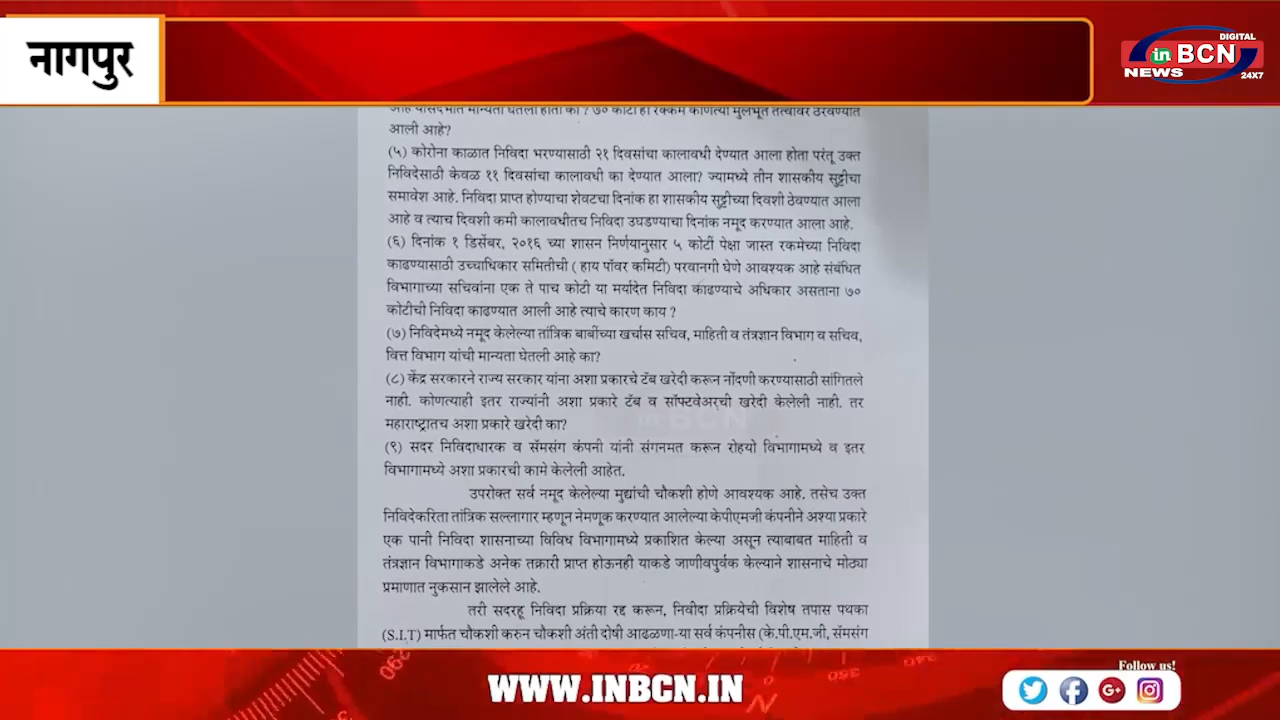 नागपुर
DIGITAL
in BCN
NEWS 24X7
आली आहे?
(५) कोरोना काळात निविदा भरण्यासाठी २१ दिवसांचा कालावधी देण्यात आला होता परंतू उक्त
निविदेसाठी केवळ ११ दिवसांचा कालावधी का देण्यात आला? ज्यामध्ये तीन शासकीय सुट्टीचा
समावेश आहे. निविदा प्राप्त होण्याचा शेवटचा दिनांक हा शासकीय सुट्टीच्या दिवशी ठेवण्यात आला
आहे व त्याच दिवशी कमी कालावधीतच निविदा उघडण्याचा दिनांक नमूद करण्यात आला आहे.
(६) दिनांक १ डिसेंबर, २०१६ च्या शासन निर्णयानुसार ५ कोटीं पेक्षा जास्त रकमेच्या निविदा
काढण्यासाठी उच्चाधिकार समितीची ( हाय पॉवर कमिटी) परवानगी घेणे आवश्यक आहे संबंधित
विभागाच्या सचिवांना एक ते पाच कोटी या मर्यादेत निविदा काढण्याचे अधिकार असताना ७०
कोटीची निविदा काढण्यात आली आहे त्याचे कारण काय ?
(७) निविदेमध्ये नमूद केलेल्या तांत्रिक बाबींच्या खर्चास सचिव, माहिती व तंत्रज्ञान विभाग व सचिव,
वित्त विभाग यांची मान्यता घेतली आहे का?
(८) केंद्र सरकारने राज्य सरकार यांना अशा प्रकारचे टॅब खरेदी करून नोंदणी करण्यासाठी सांगितले
नाही. कोणत्याही इतर राज्यांनी अशा प्रकारे टॅब व सॉफ्टवेअरची खरेदी केलेली नाही. तर
महाराष्ट्रातच अशा प्रकारे खरेदी का?
(९) सदर निविदाधारक व सॅमसंग कंपनी यांनी संगनमत करून रोहयो विभागामध्ये व इतर
विभागामध्ये अशा प्रकारची कामे केलेली आहेत.
उपरोक्त सर्व नमूद केलेल्या मुद्यांची चौकशी होणे आवश्यक आहे. तसेच उक्त
निविदेकरिता तांत्रिक सल्लागार म्हणून नेमणूक करण्यात आलेल्या केपीएमजी कंपनीने अश्या प्रकारे
एक पानी निविदा शासनाच्या विविध विभागामध्ये प्रकाशित केल्या असून त्याबाबत माहिती व
तंत्रज्ञान विभागाकडे अनेक तक्रारी प्राप्त होऊनही याकडे जाणीवपुर्वक केल्याने शासनाचे मोठ्या
प्रमाणात नुकसान झालेले आहे.
तरी सदरहू निविदा प्रक्रिया रद्द करून, निवीदा प्रक्रियेची विशेष तपास पथका
(S.I.T) मार्फत चौकशी करुन चौकशी अंती दोषी आढळणा-या सर्व कंपनीस (के.पी.एम.जी, सॅमसंग
in BCN
WWW.INBCN.IN
Follow us!